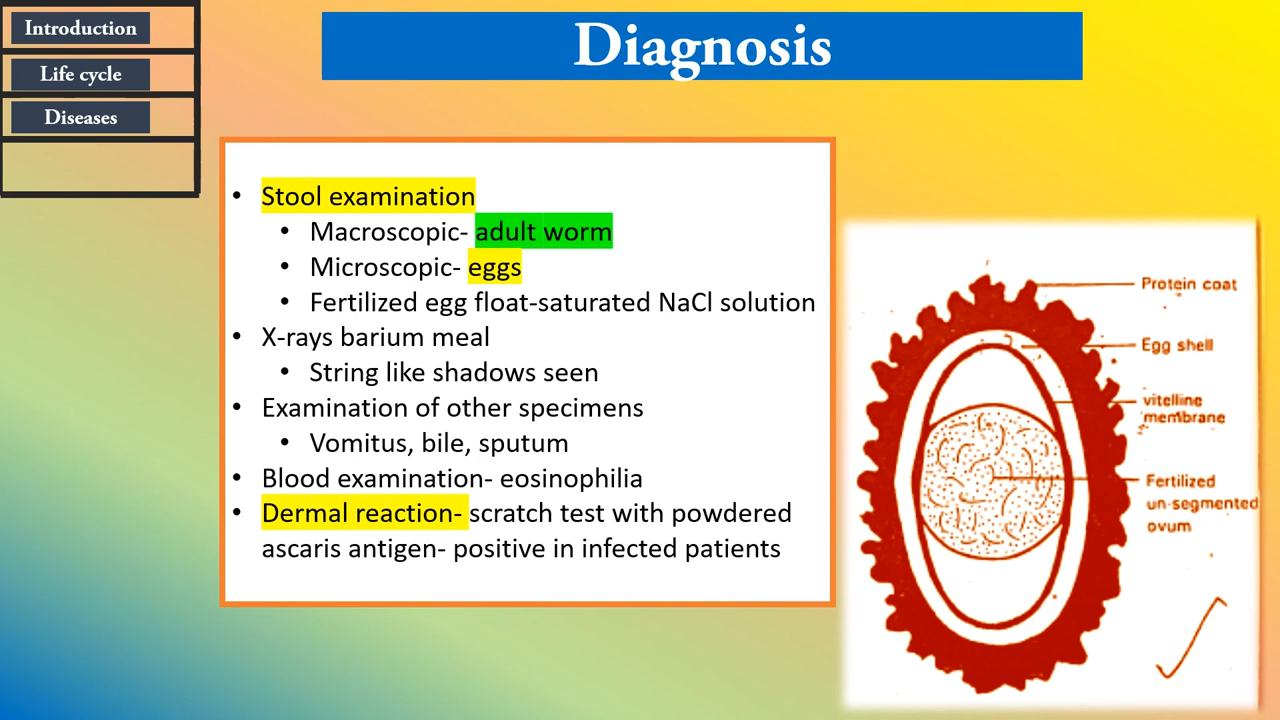 Introduction
Life cycle
Diseases
Diagnosis
• Stool examination
• Macroscopic- adult worm
• Microscopic- eggs
• Fertilized egg float-saturated NaCl solution
• X-rays barium meal
• String like shadows seen
• Examination of other specimens
• Vomitus, bile, sputum
• Blood examination- eosinophilia
• Dermal reaction- scratch test with powdered
ascaris antigen- positive in infected patients
Protein coat
Egg shell
vitelline
membrane
Fertilized
un-segmented
ovum